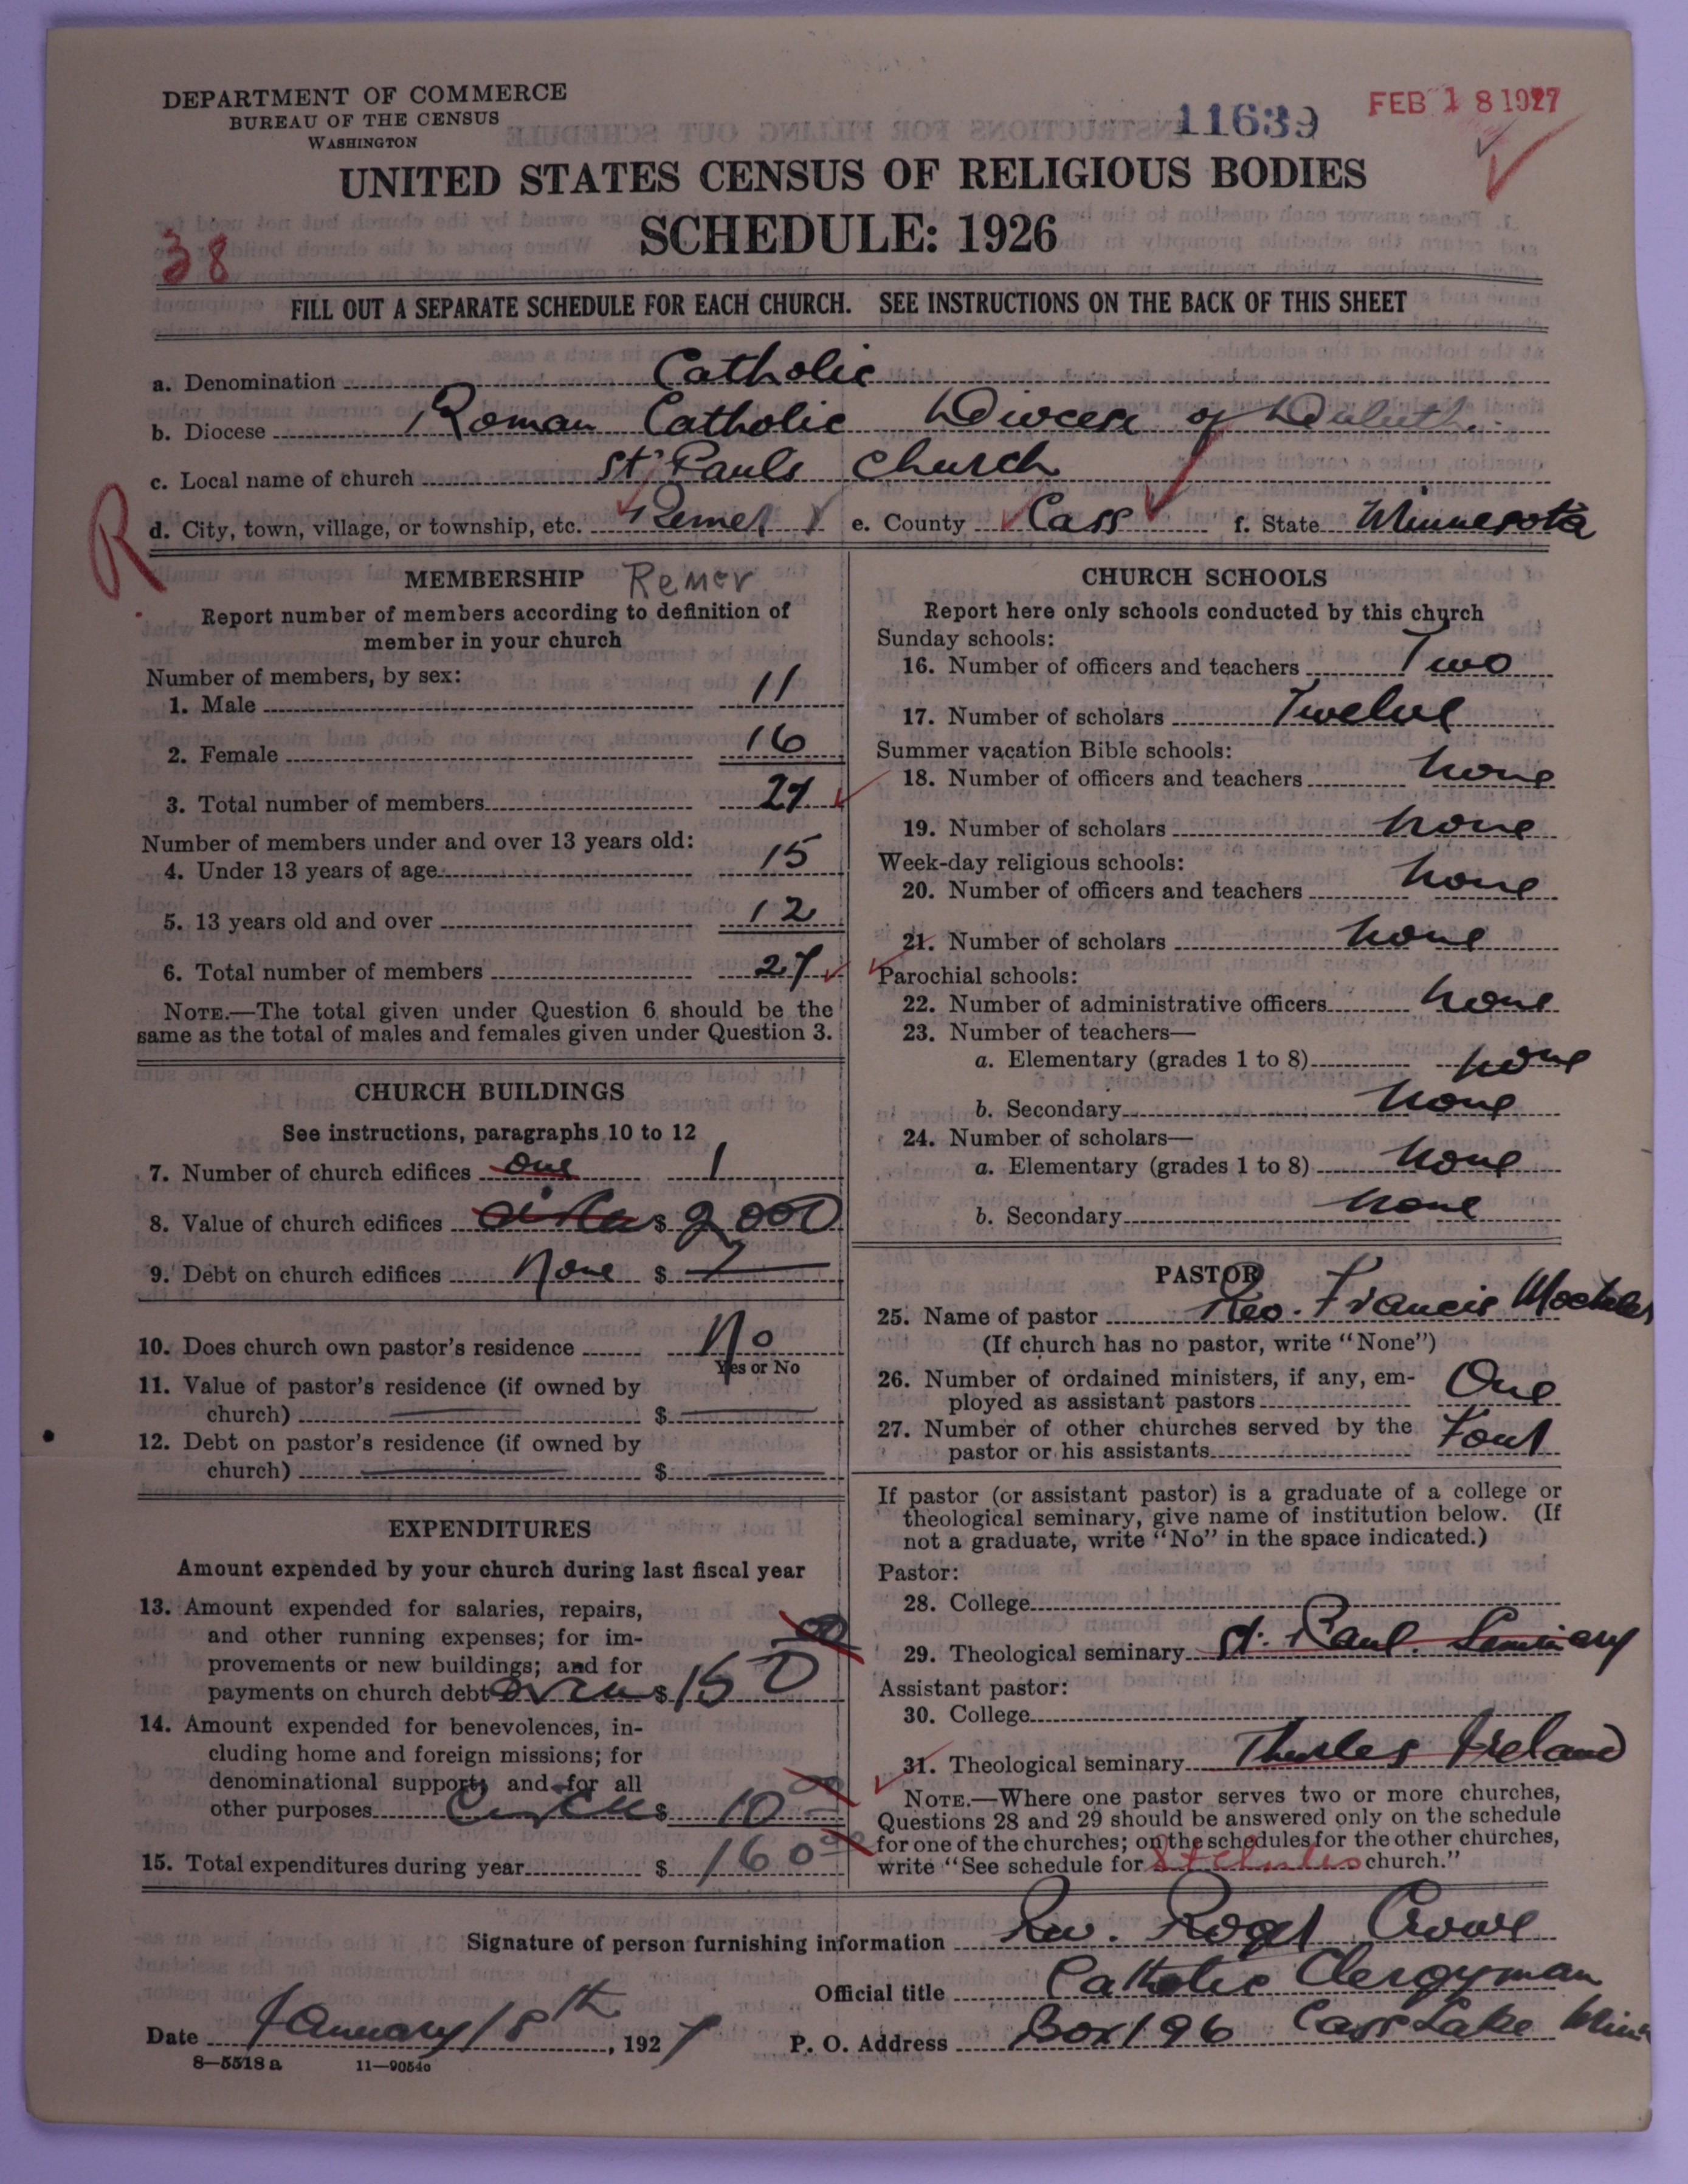 DEPARTMENT OF COMMERCE
BUREAU OF THE CENSUS
WASHINGTON
11639
FEB 18 1927
UNITED STATES CENSUS OF RELIGIOUS BODIES
SCHEDULE: 1926
38
FILL OUT A SEPARATE SCHEDULE FOR EACH CHURCH. SEE INSTRUCTIONS ON THE BACK OF THIS SHEET
a. Denomination Catholic
b. Diocese Roman Catholic Diocese of Duluth.
c. Local name of church St. Pauls Church
R
d. City, town, village, or township, etc. Remer e. County Cass f. State Minnesota
MEMBERSHIP Remer
Report number of members according to definition of
member in your church
Number of members, by sex:
1. Male 11
2. Female 16
3. Total number of members 27
Number of members under and over 13 years old:
4. Under 13 years of age 15
5. 13 years old and over 12
6. Total number of members 27
NOTE.—The total given under Question 6 should be the
same as the total of males and females given under Question 3.
CHURCH BUILDINGS
See instructions, paragraphs 10 to 12
7. Number of church edifices one 1
8. Value of church edifices $ 2000
9. Debt on church edifices None $
10. Does church own pastor's residence No
Yes or No
11. Value of pastor's residence (if owned by
church) $
12. Debt on pastor's residence (if owned by
church) $
EXPENDITURES
Amount expended by your church during last fiscal year
13. Amount expended for salaries, repairs,
and other running expenses; for im-
provements or new buildings; and for
payments on church debt $ 150 00
14. Amount expended for benevolences, in-
cluding home and foreign missions; for
denominational support; and for all
other purposes $ 10 00
15. Total expenditures during year $ 160 00
CHURCH SCHOOLS
Report here only schools conducted by this church
Sunday schools:
16. Number of officers and teachers Two
17. Number of scholars Twelve
Summer vacation Bible schools:
18. Number of officers and teachers none
19. Number of scholars none
Week-day religious schools:
20. Number of officers and teachers none
21. Number of scholars none
Parochial schools:
22. Number of administrative officers none
23. Number of teachers—
a. Elementary (grades 1 to 8) none
b. Secondary none
24. Number of scholars—
a. Elementary (grades 1 to 8) none
b. Secondary none
PASTOR
25. Name of pastor Rev. Francis
(If church has no pastor, write "None")
26. Number of ordained ministers, if any, em-
ployed as assistant pastors One
27. Number of other churches served by the
pastor or his assistants Four
If pastor (or assistant pastor) is a graduate of a college or
theological seminary, give name of institution below. (If
not a graduate, write "No" in the space indicated.)
Pastor:
28. College
29. Theological seminary St. Paul Seminary
Assistant pastor:
30. College
31. Theological seminary Thurles Ireland
NOTE.—Where one pastor serves two or more churches,
Questions 28 and 29 should be answered only on the schedule
for one of the churches; on the schedules for the other churches,
write "See schedule for St Charles church."
Signature of person furnishing information Rev. Roger Crowe
Official title Catholic Clergyman
Date January 18th, 1927 P. O. Address Box 196 Cass Lake Minn
8—5518 a 11—9054o